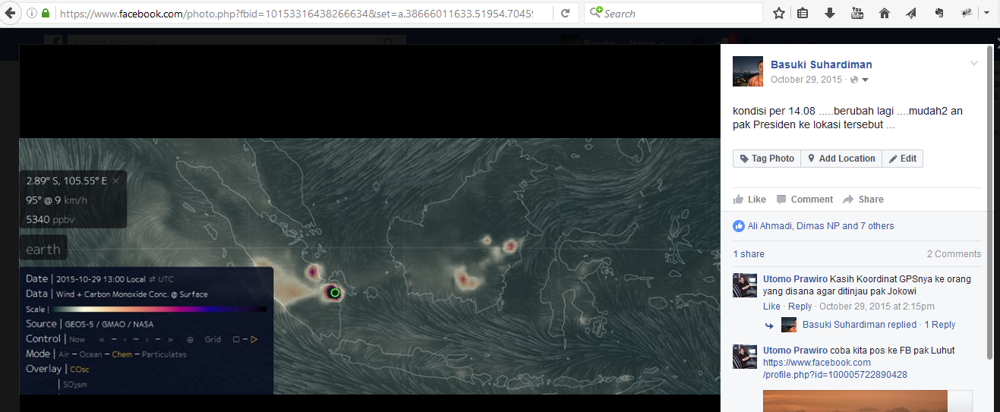 https://www.facebook.com/photo.php?fbid=10153316438266634&set=a.38666011633.51954.70459
Search
Basuki Home
Basuki Suhardiman
October 29, 2015 ·
kondisi per 14.08 .....berubah lagi ....mudah2 an
pak Presiden ke lokasi tersebut ...
Tag Photo Add Location Edit
Like Comment Share
Ali Ahmadi, Dimas NP and 7 others
1 share 2 Comments
Utomo Prawiro Kasih Koordinat GPSnya ke orang
yang disana agar ditinjau pak Jokowi
Like · Reply · October 29, 2015 at 2:15pm
Basuki Suhardiman replied · 1 Reply
Utomo Prawiro coba kita pos ke FB pak Luhut
https://www.facebook.com
/profile.php?id=100005722890428
2.89° S, 105.55° E ×
95° @ 9 km/h
5340 ppbv
earth
Date | 2015-10-29 13:00 Local ⇄ UTC
Data | Wind + Carbon Monoxide Conc. @ Surface
Scale |
Source | GEOS-5 / GMAO / NASA
Control | Now « – ‹ – › – » ⊕ Grid □ – ▷
Mode | Air – Ocean – Chem – Particulates
Overlay | COsc
| SO₂sm
You Tube